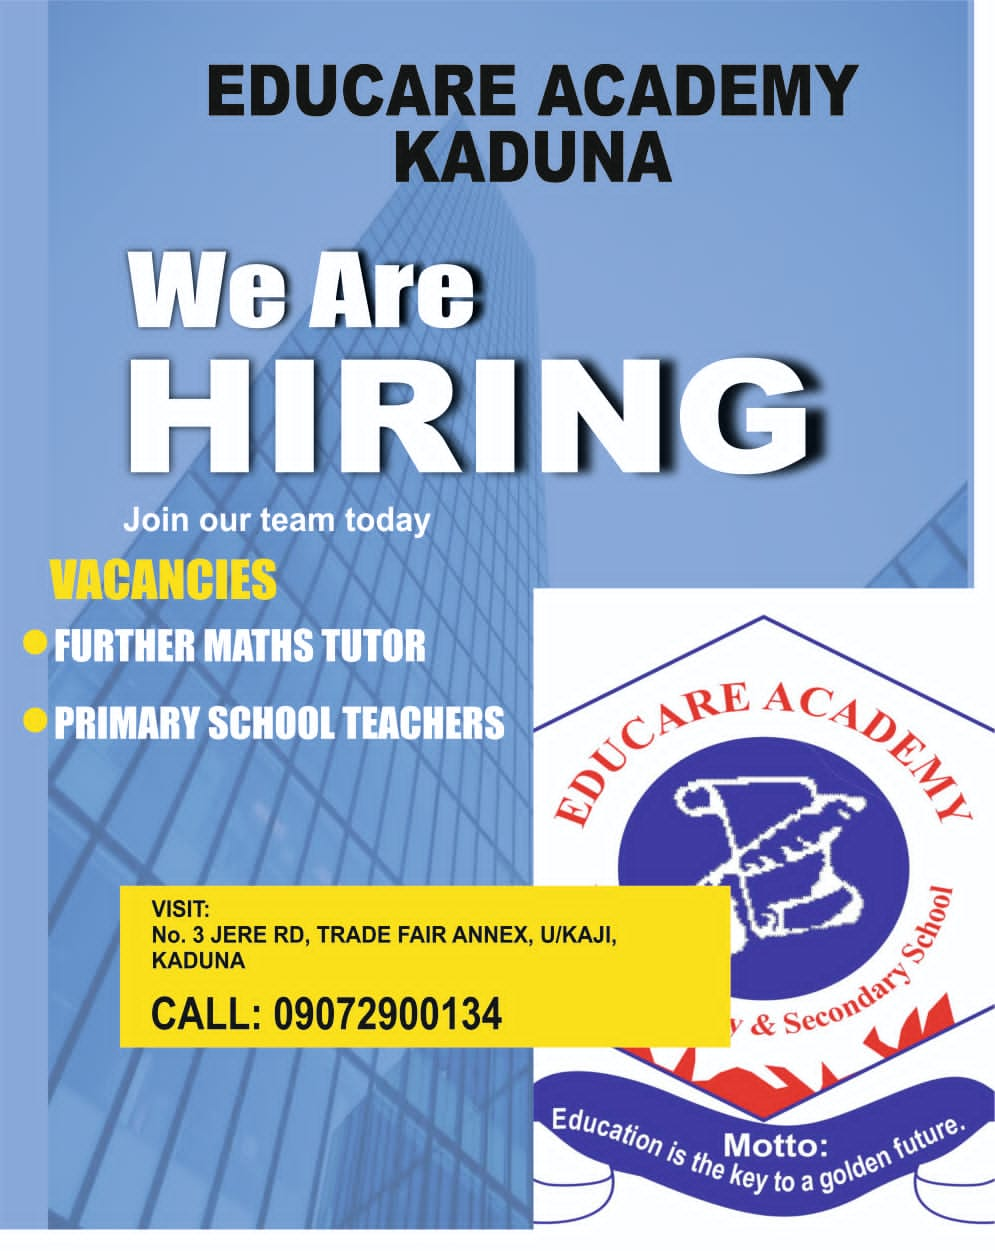 EDUCARE ACADEMY
KADUNA
We Are
HIRING
Join our team today
VACANCIES
FURTHER MATHS TUTOR
PRIMARY SCHOOL TEACHERS
EDUCARE ACADEMY
& Secondary School
VISIT:
No. 3 JERE RD, TRADE FAIR ANNEX, U/KAJI,
KADUNA
CALL: 09072900134
Motto:
Education is the key to a golden future.